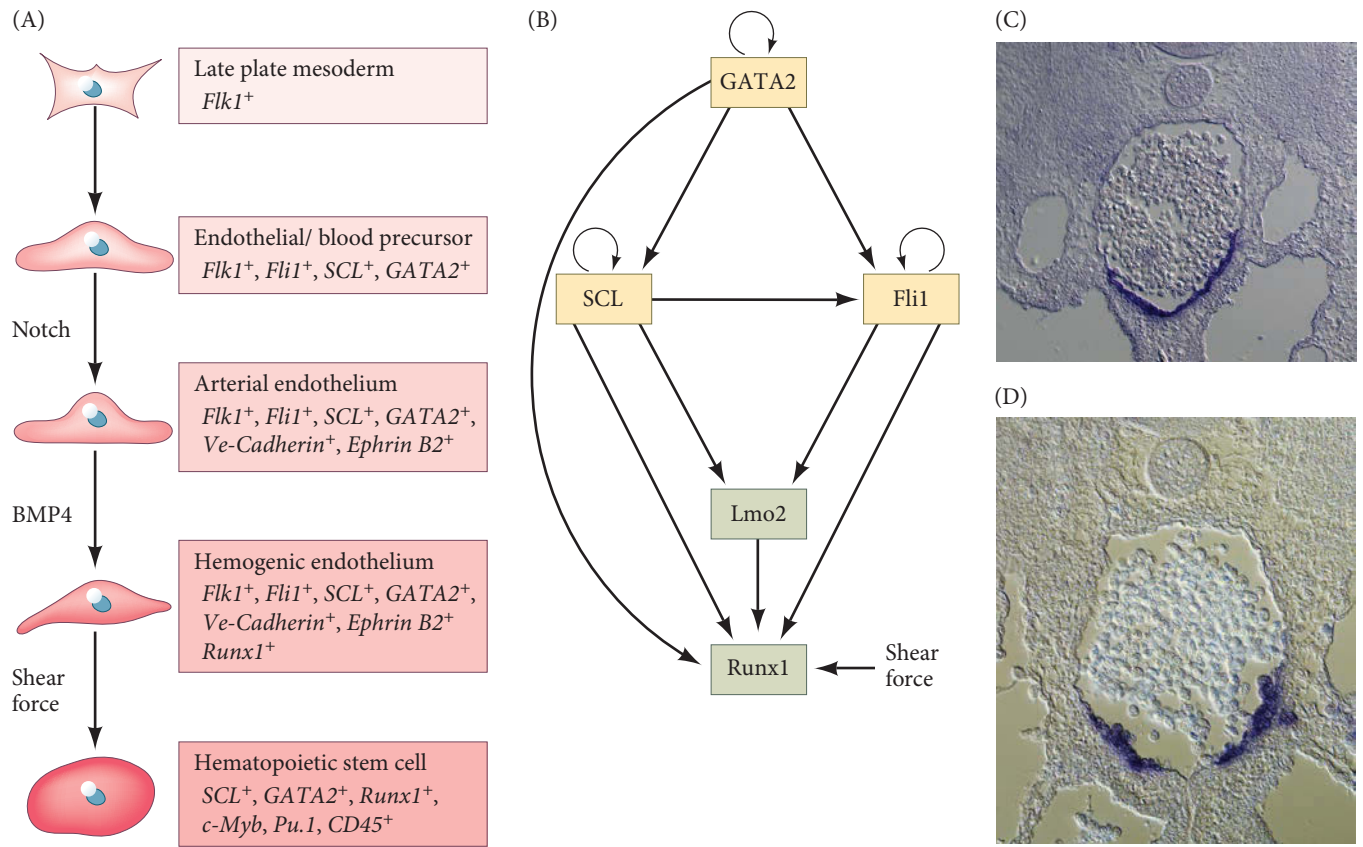 (A)
Late plate mesoderm
Flk1+
Endothelial/ blood precursor
Flk1+, Fli1+, SCL+, GATA2+
Notch
Arterial endothelium
Flk1+, Fli1+, SCL+, GATA2+,
Ve-Cadherin+, Ephrin B2+
BMP4
Hemogenic endothelium
Flk1+, Fli1+, SCL+, GATA2+,
Ve-Cadherin+, Ephrin B2+
Runx1+
Shear
force
Hematopoietic stem cell
SCL+, GATA2+, Runx1+,
c-Myb, Pu.1, CD45+
(B)
GATA2
SCL
Fli1
Lmo2
Runx1
Shear
force
(C)
(D)